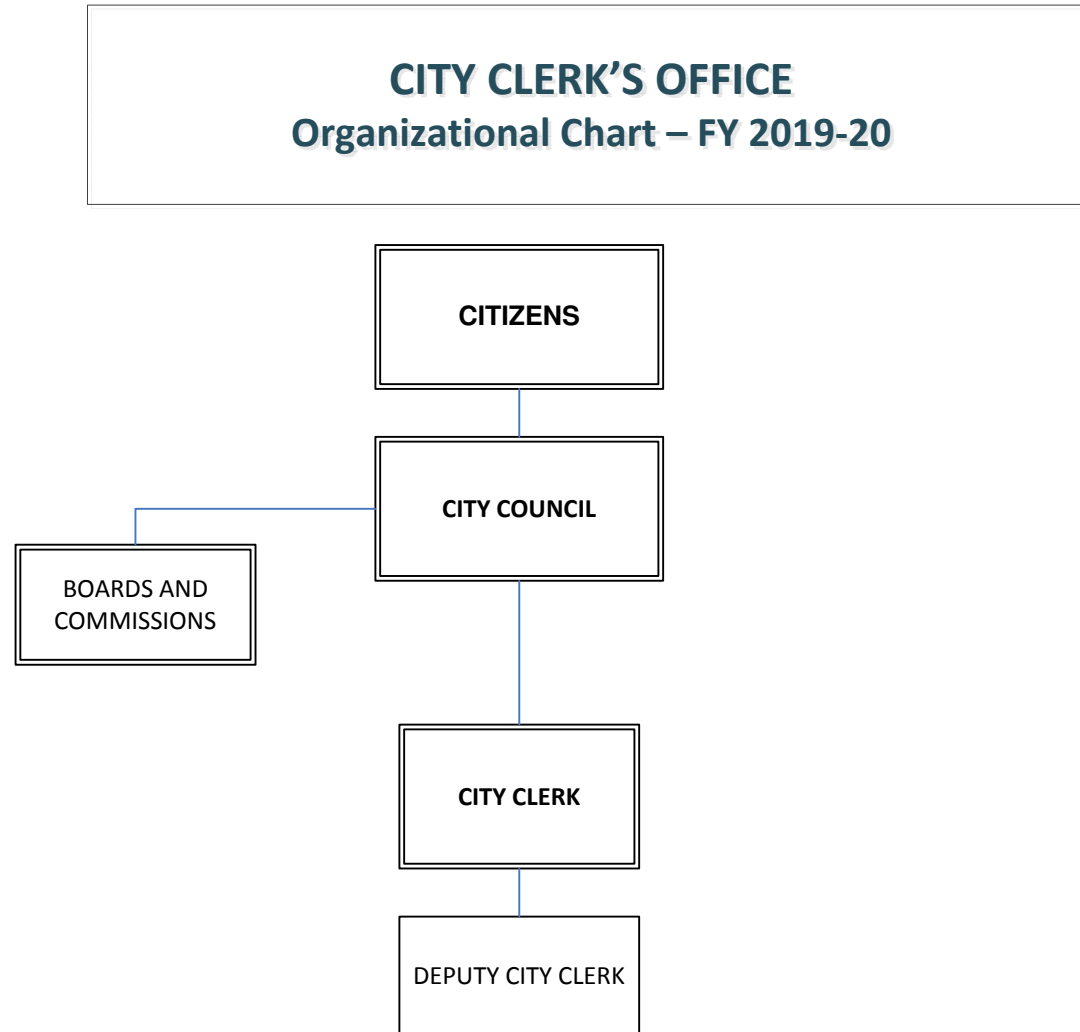 CITY CLERK’S OFFICE
Organizational Chart – FY 2019-20
CITIZENS
CITY COUNCIL
BOARDS AND
COMMISSIONS
CITY CLERK
DEPUTY CITY CLERK